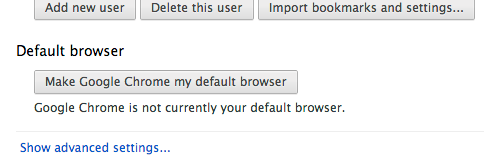 Add new user Delete this user Import bookmarks and settings...
Default browser
Make Google Chrome my default browser
Google Chrome is not currently your default browser.
Show advanced settings...